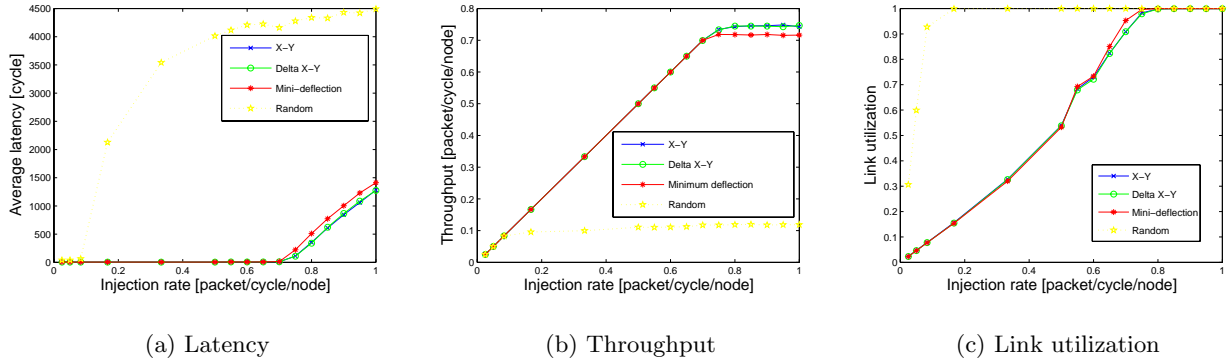 4500
4000
3500
3000
2500
2000
1500
1000
500
0
Average latency [cycle]
X−Y
Delta X−Y
Mini−deflection
Random
0 0.2 0.4 0.6 0.8 1
Injection rate [packet/cycle/node]
(a) Latency
0.8
0.7
0.6
0.5
0.4
0.3
0.2
0.1
0
Throughput [packet/cycle/node]
X−Y
Delta X−Y
Minimum deflection
Random
0 0.2 0.4 0.6 0.8 1
Injection rate [packet/cycle/node]
(b) Throughput
1
0.9
0.8
0.7
0.6
0.5
0.4
0.3
0.2
0.1
0
Link utilization
X−Y
Delta X−Y
Mini−deflection
Random
0 0.2 0.4 0.6 0.8 1
Injection rate [packet/cycle/node]
(c) Link utilization